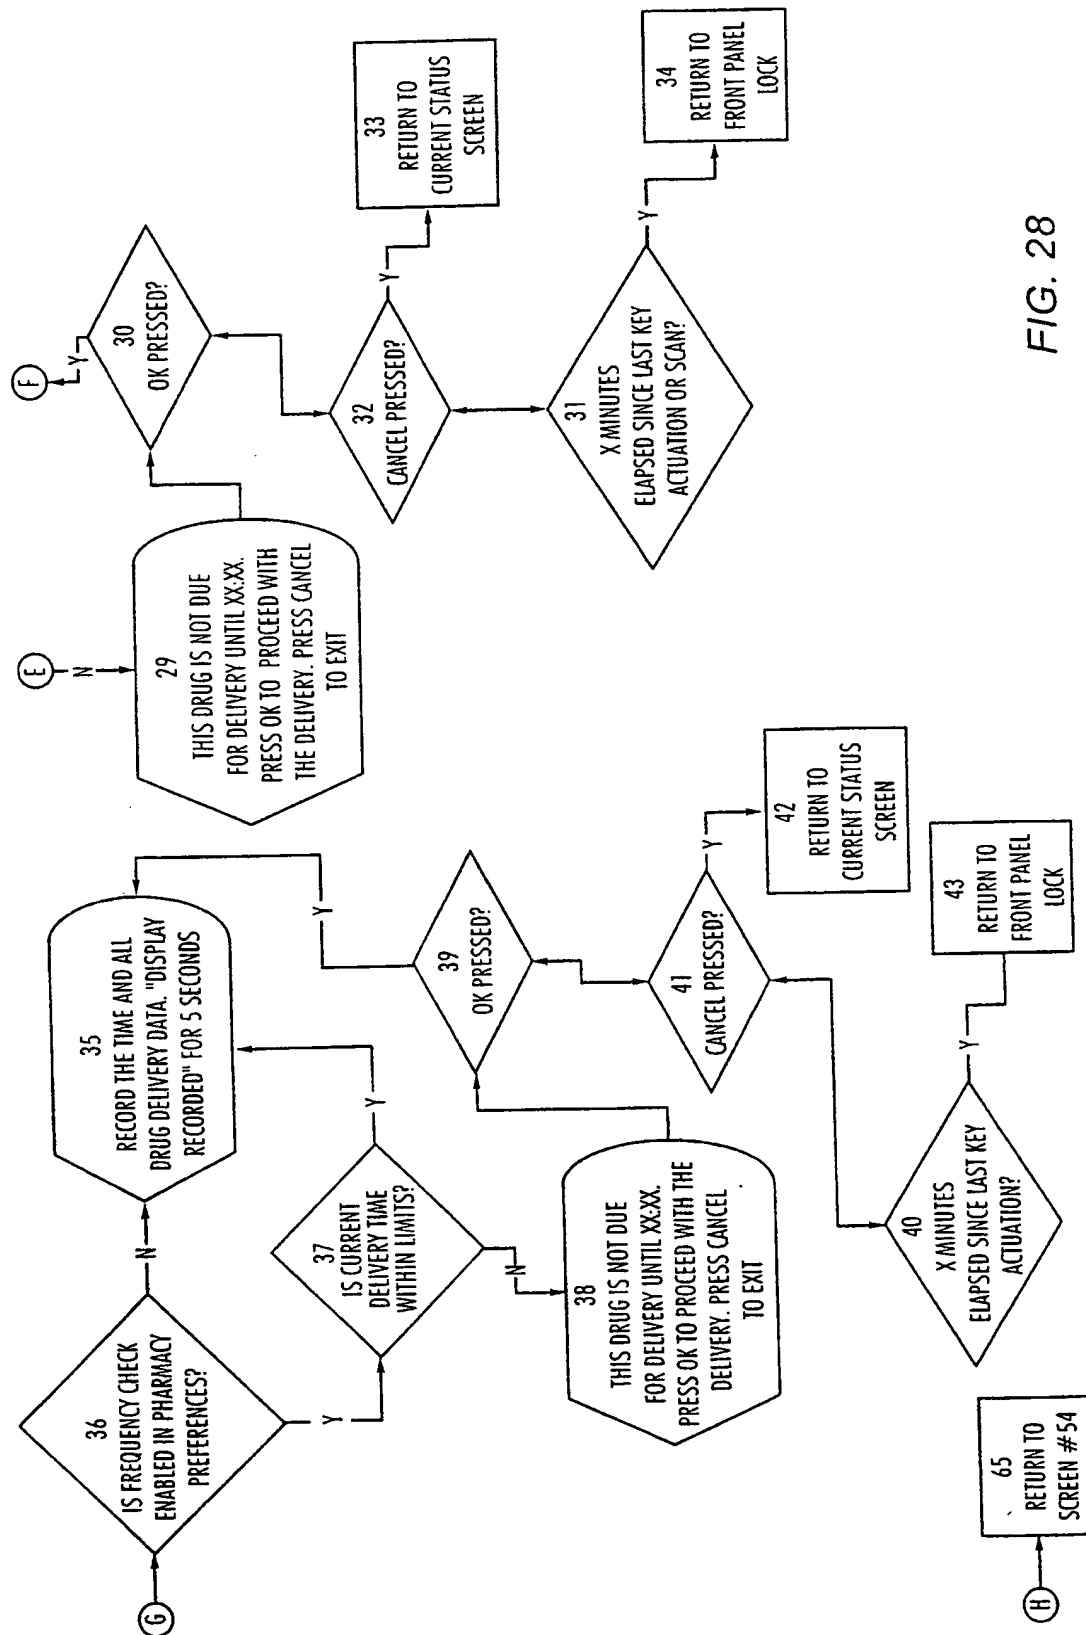 G
36
IS FREQUENCY CHECK
ENABLED IN PHARMACY
PREFERENCES?
N
Y
35
RECORD THE TIME AND ALL
DRUG DELIVERY DATA. "DISPLAY
RECORDED" FOR 5 SECONDS
37
IS CURRENT
DELIVERY TIME
WITHIN LIMITS?
Y
N
38
THIS DRUG IS NOT DUE
FOR DELIVERY UNTIL XX:XX.
PRESS OK TO PROCEED WITH THE
DELIVERY. PRESS CANCEL
TO EXIT
39
OK PRESSED?
Y
41
CANCEL PRESSED?
Y
42
RETURN TO
CURRENT STATUS
SCREEN
40
X MINUTES
ELAPSED SINCE LAST KEY
ACTUATION?
Y
43
RETURN TO
FRONT PANEL
LOCK
H
65
RETURN TO
SCREEN #54
E
N
29
THIS DRUG IS NOT DUE
FOR DELIVERY UNTIL XX:XX.
PRESS OK TO PROCEED WITH
THE DELIVERY. PRESS CANCEL
TO EXIT
F
Y
30
OK PRESSED?
32
CANCEL PRESSED?
Y
33
RETURN TO
CURRENT STATUS
SCREEN
31
X MINUTES
ELAPSED SINCE LAST KEY
ACTUATION OR SCAN?
Y
34
RETURN TO
FRONT PANEL
LOCK
FIG. 28